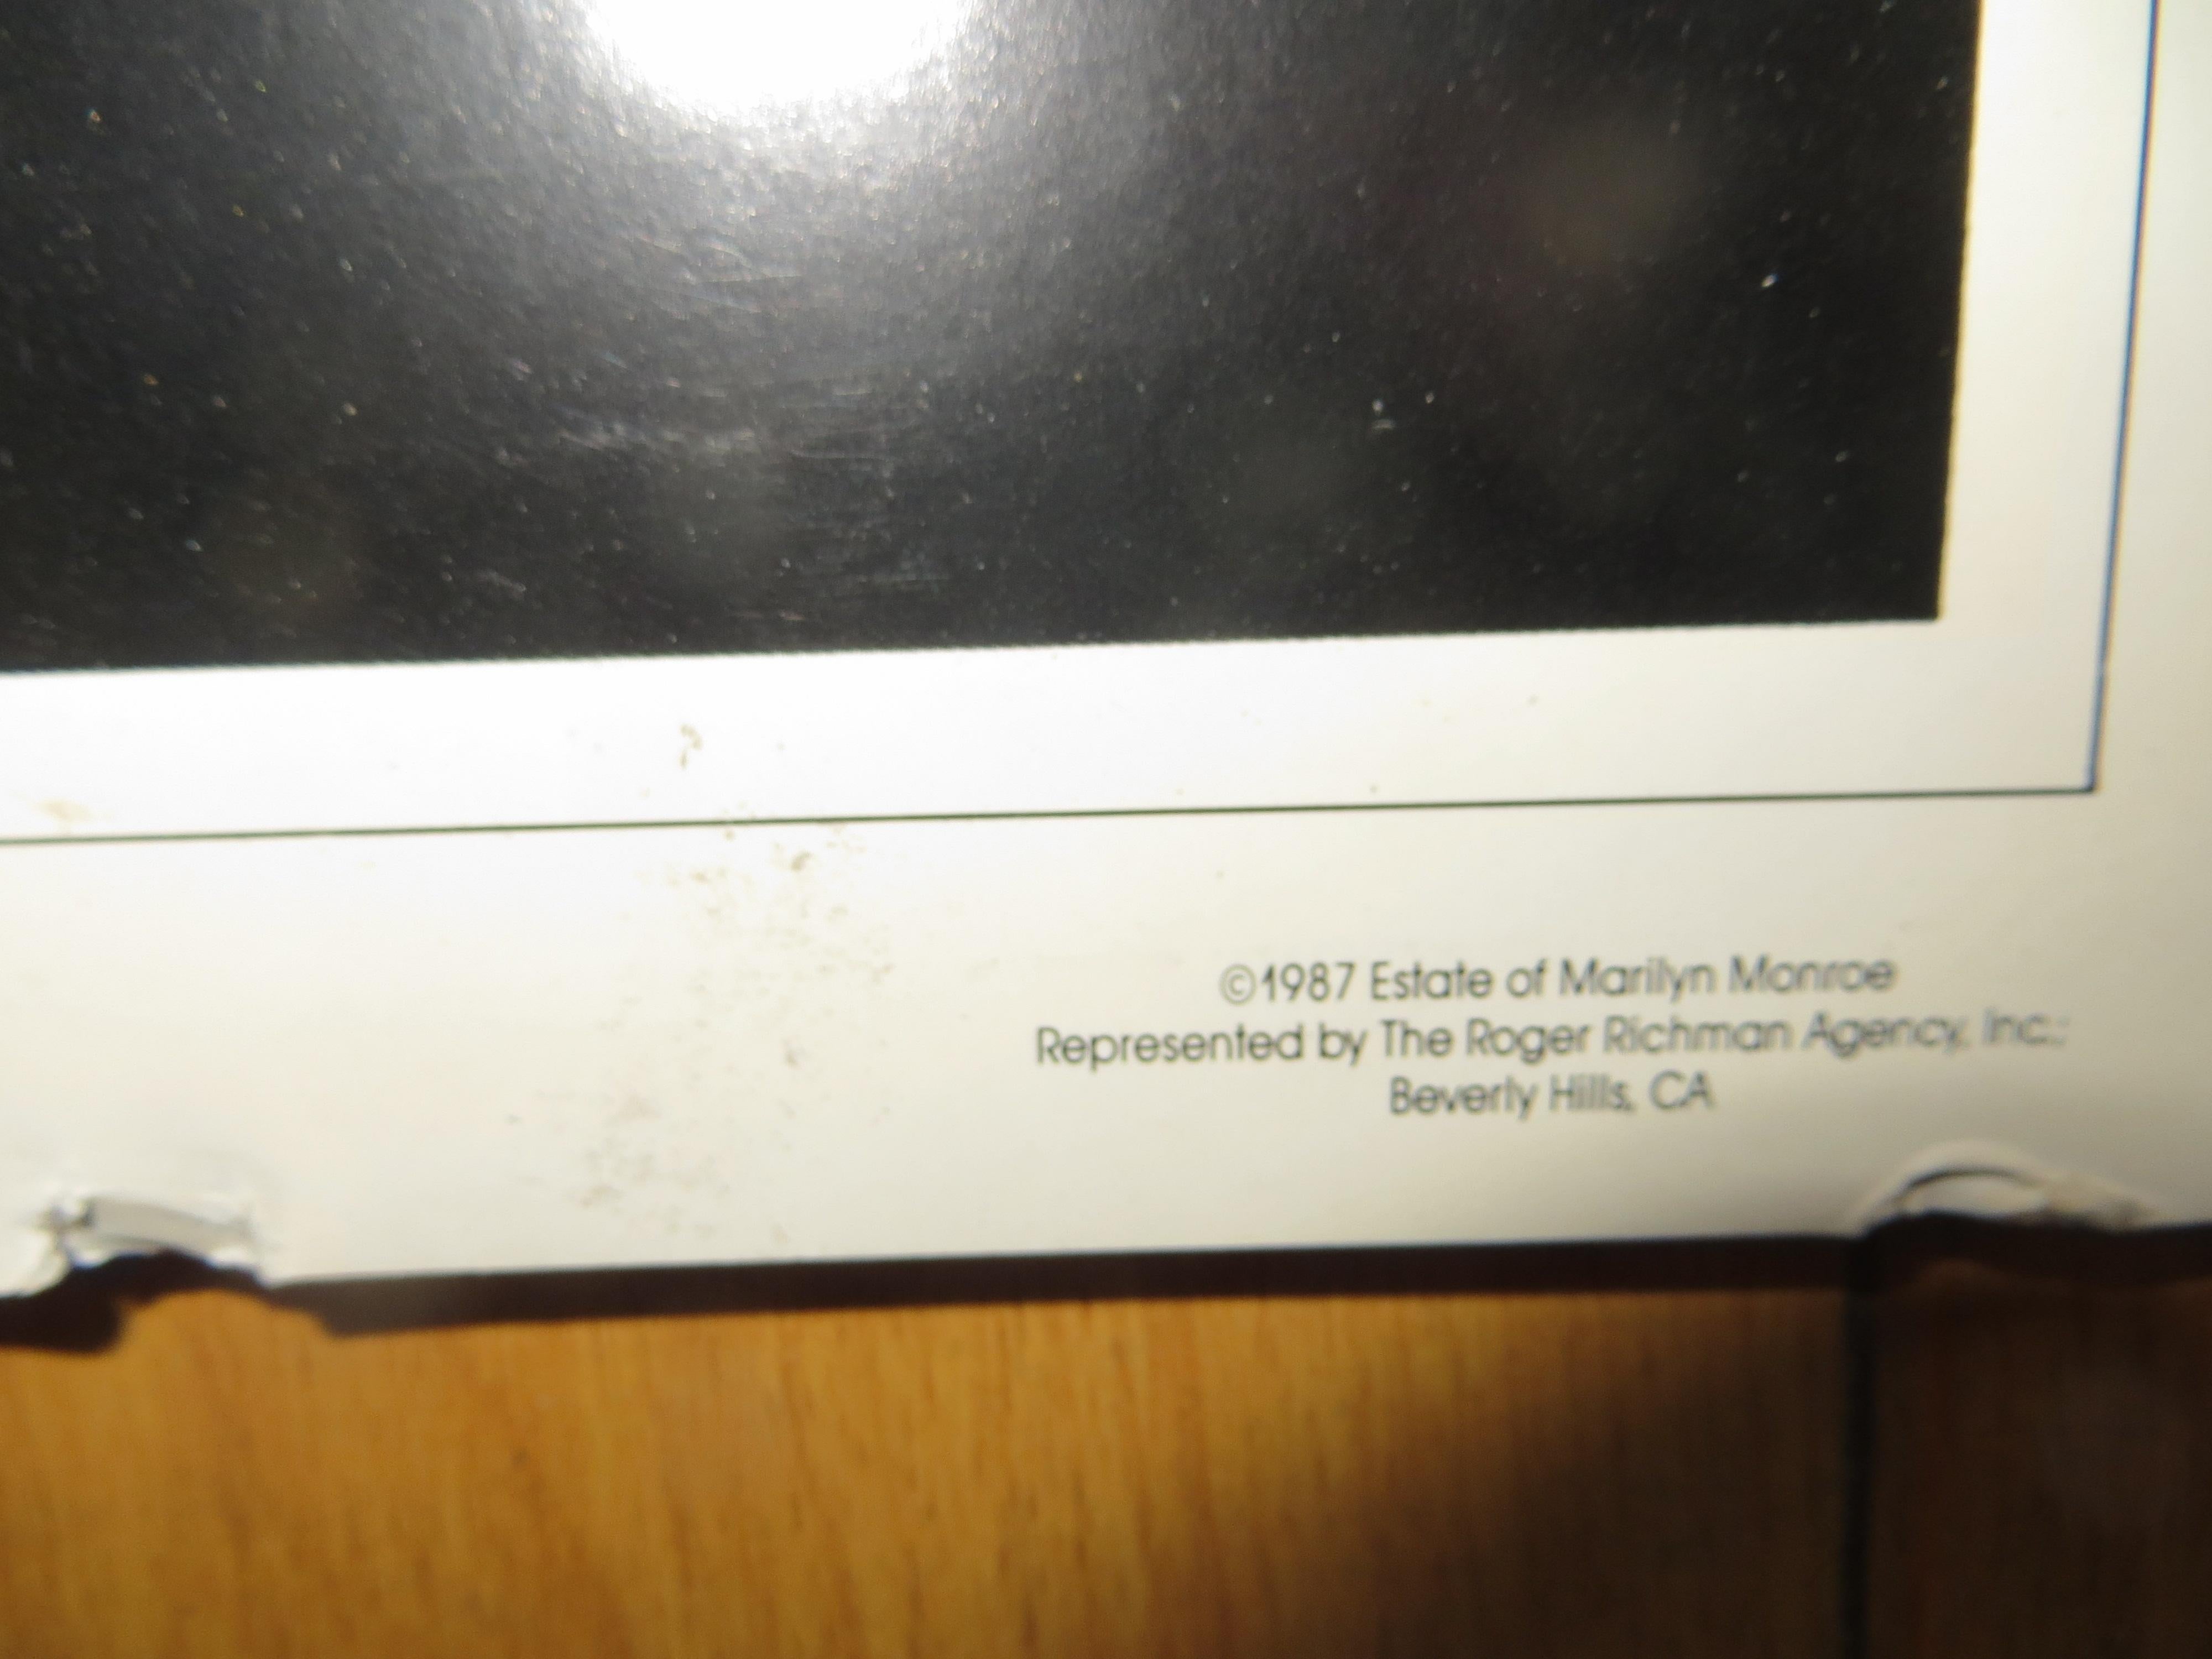 ©1987 Estate of Marilyn Monroe
Represented by The Roger Richman Agency, Inc.;
Beverly Hills, CA